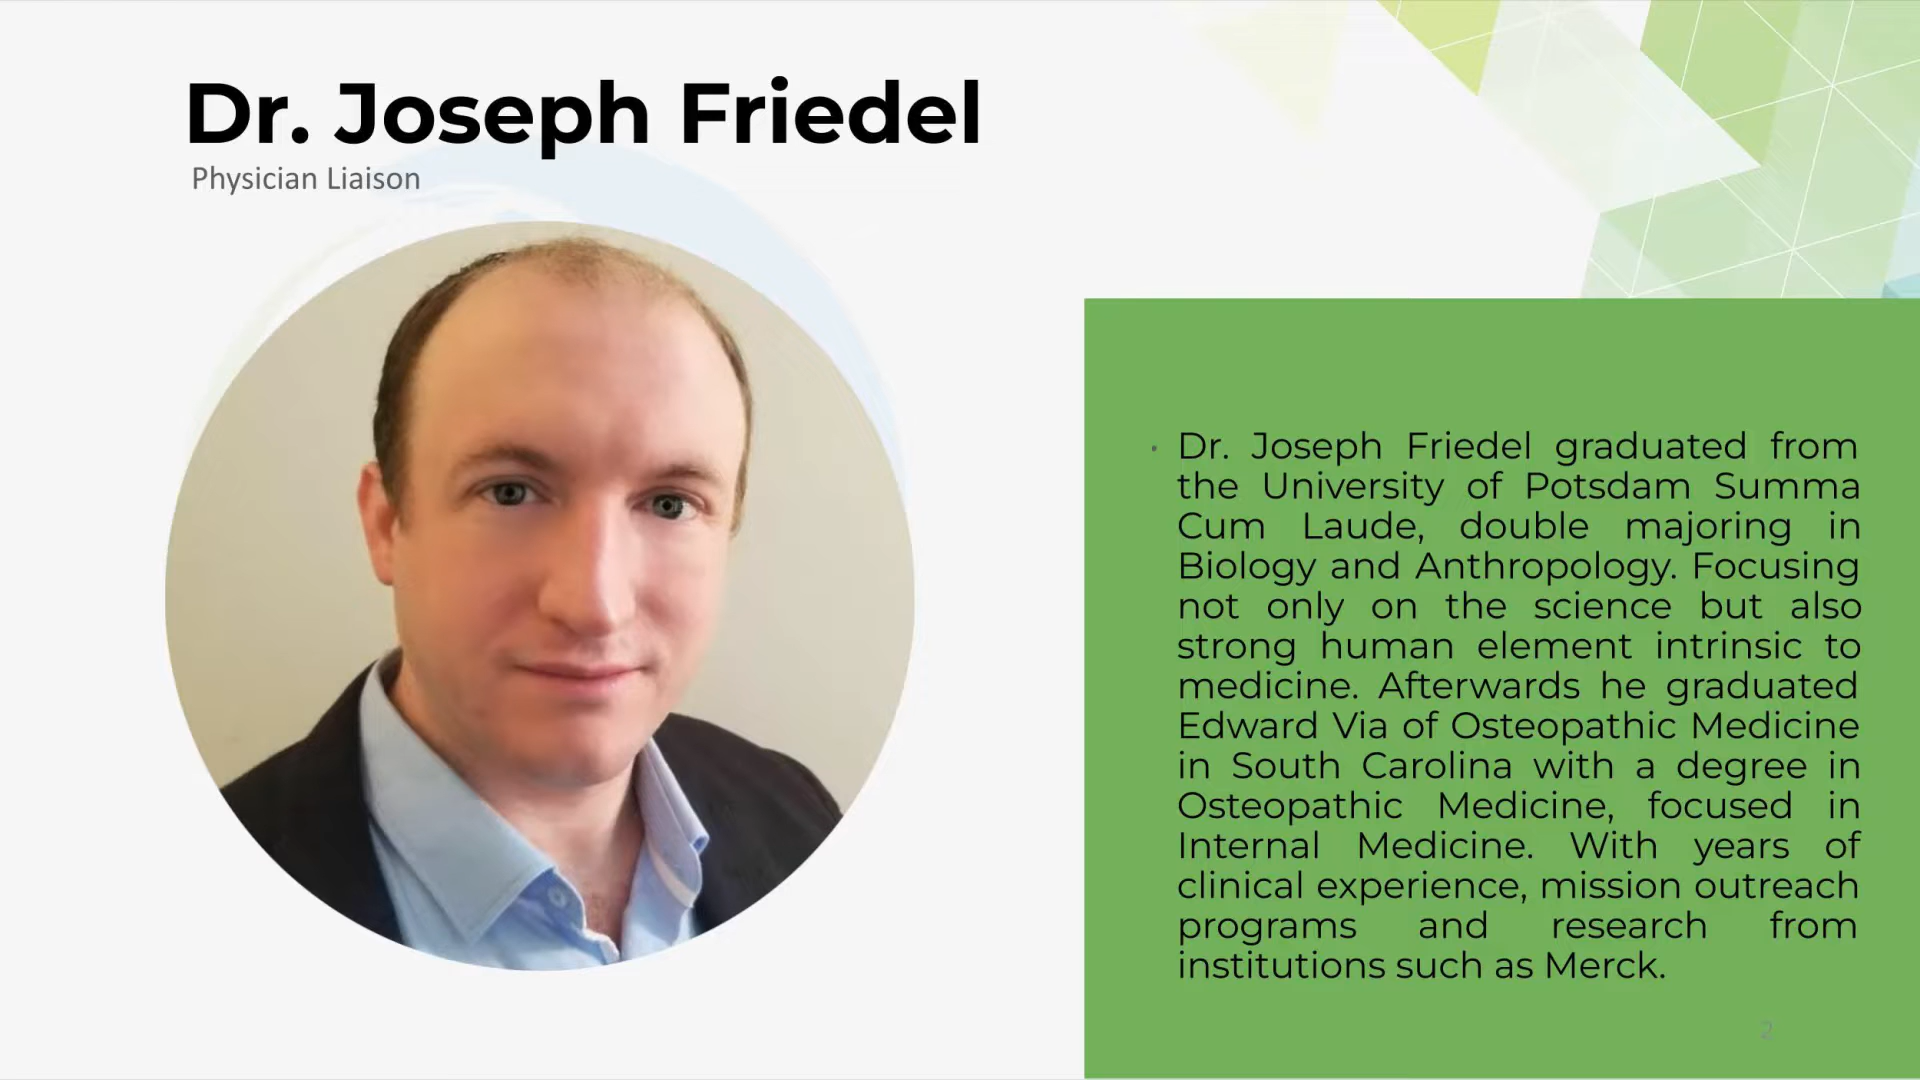 Dr. Joseph Friedel
Physician Liaison
• Dr. Joseph Friedel graduated from
the University of Potsdam Summa
Cum Laude, double majoring in
Biology and Anthropology. Focusing
not only on the science but also
strong human element intrinsic to
medicine. Afterwards he graduated
Edward Via of Osteopathic Medicine
in South Carolina with a degree in
Osteopathic Medicine, focused in
Internal Medicine. With years of
clinical experience, mission outreach
programs and research from
institutions such as Merck.
2